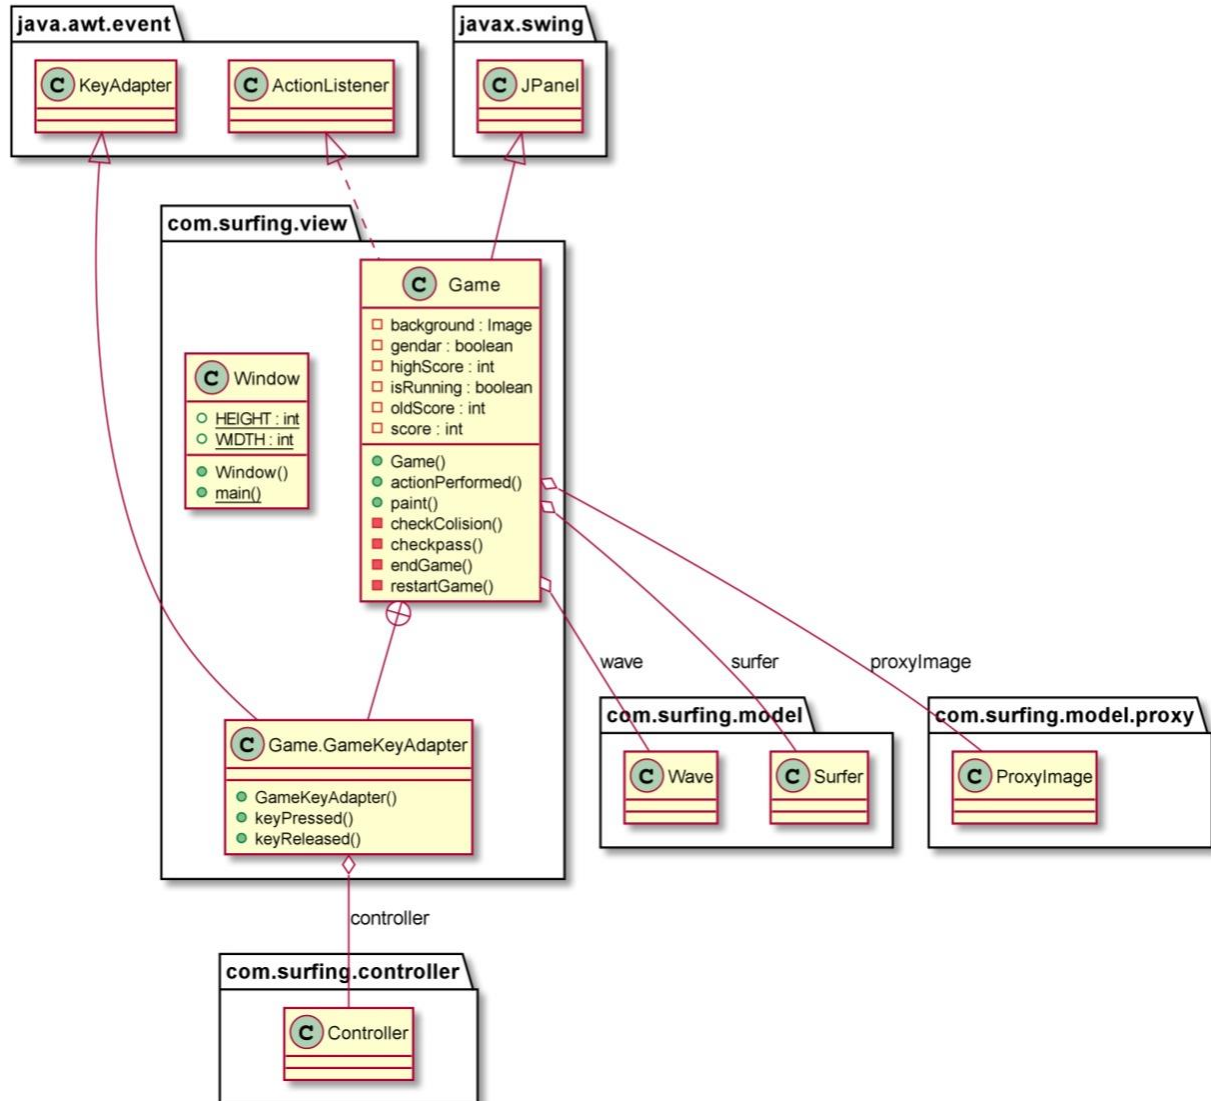 java.awt.event
C KeyAdapter
C ActionListener
javax.swing
C JPanel
com.surfing.view
C Window
HEIGHT : int
WIDTH : int
Window()
main()
C Game
background : Image
gendar : boolean
highScore : int
isRunning : boolean
oldScore : int
score : int
Game()
actionPerformed()
paint()
checkColision()
checkpass()
endGame()
restartGame()
wave
surfer
proxyImage
C Game.GameKeyAdapter
GameKeyAdapter()
keyPressed()
keyReleased()
com.surfing.model
C Wave
C Surfer
com.surfing.model.proxy
C ProxyImage
controller
com.surfing.controller
C Controller